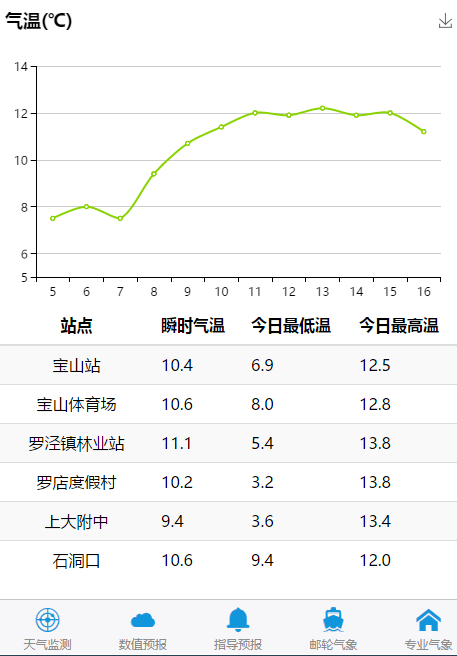 气温(℃)
14
12
10
8
6
5
5 6 7 8 9 10 11 12 13 14 15 16
站点 瞬时气温 今日最低温 今日最高温
宝山站 10.4 6.9 12.5
宝山体育场 10.6 8.0 12.8
罗泾镇林业站 11.1 5.4 13.8
罗店度假村 10.2 3.2 13.8
上大附中 9.4 3.6 13.4
石洞口 10.6 9.4 12.0
天气监测 数值预报 指导预报 邮轮气象 专业气象